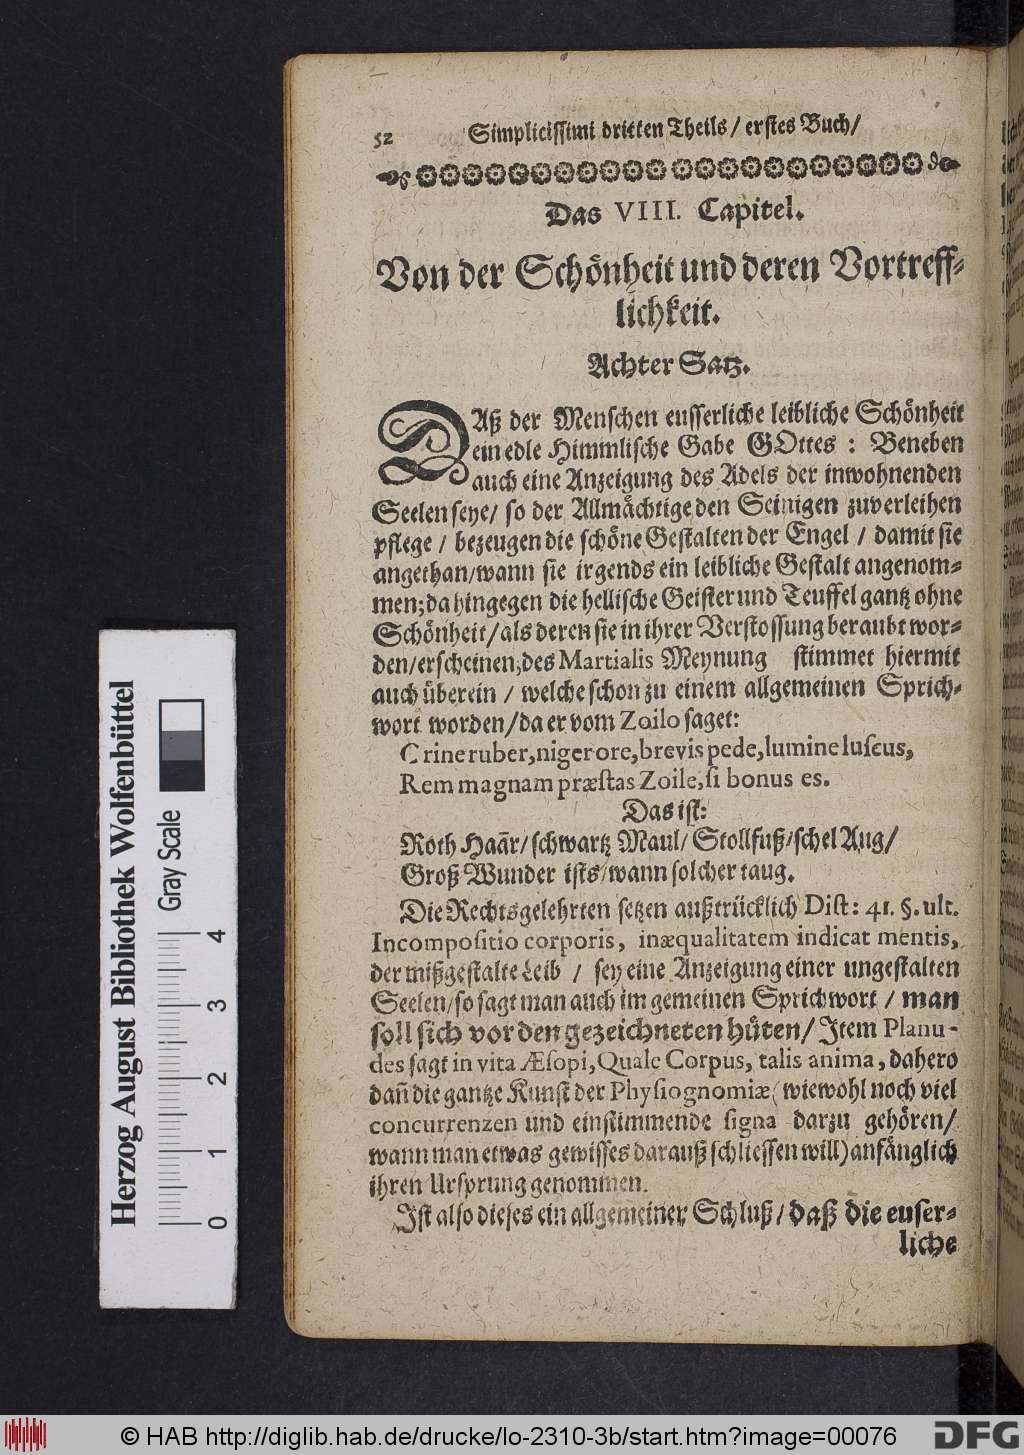 52 Simplicissimi dritten Theils/ erstes Buch/
Das VIII. Capitel.
Von der Schönheit und deren Vortreff-
lichkeit.
Achter Satz.
DAß der Menschen eusserliche leibliche Schönheit
ein edle Himmlische Gabe GOttes : Beneben
auch eine Anzeigung des Adels der inwohnenden
Seelen seye/ so der Allmächtige den Seinigen zuverleihen
pflege / bezeugen die schöne Gestalten der Engel / damit sie
angethan/wann sie irgends ein leibliche Gestalt angenom-
men; da hingegen die hellische Geister und Teuffel gantz ohne
Schönheit/als deren sie in ihrer Verstossung beraubt wor-
den/erscheinen; des Martialis Meynung stimmet hiermit
auch überein / welche schon zu einem allgemeinen Sprich-
wort worden/da er vom Zoilo saget:
Crine ruber, niger ore, brevis pede, lumine luscus,
Rem magnam præstas Zoile, si bonus es.
Das ist:
Roth Haar/ schwartz Maul/ Stollfuß/schel Aug/
Groß Wunder ists/wann solcher taug.
Die Rechtsgelehrten setzen außtrücklich Dist: 41. §. ult.
Incompositio corporis, inæqualitatem indicat mentis,
der mißgestalte Leib / sey eine Anzeigung einer ungestalten
Seelen/so sagt man auch im gemeinen Sprichwort / man
soll sich vor den gezeichneten hüten/ Item Planu-
des sagt in vita Æsopi, Quale Corpus, talis anima, dahero
dañ die gantze Kunst der Physiognomiæ (wiewohl noch viel
concurrenzen und einstimmende signa darzu gehören/
wann man etwas gewisses darauß schliessen will) anfänglich
ihren Ursprung genommen.
Ist also dieses ein allgemeiner Schluß/ daß die euser-
liche
Herzog August Bibliothek Wolfenbüttel
Gray Scale
0 1 2 3 4
© HAB http://diglib.hab.de/drucke/lo-2310-3b/start.htm?image=00076
DFG